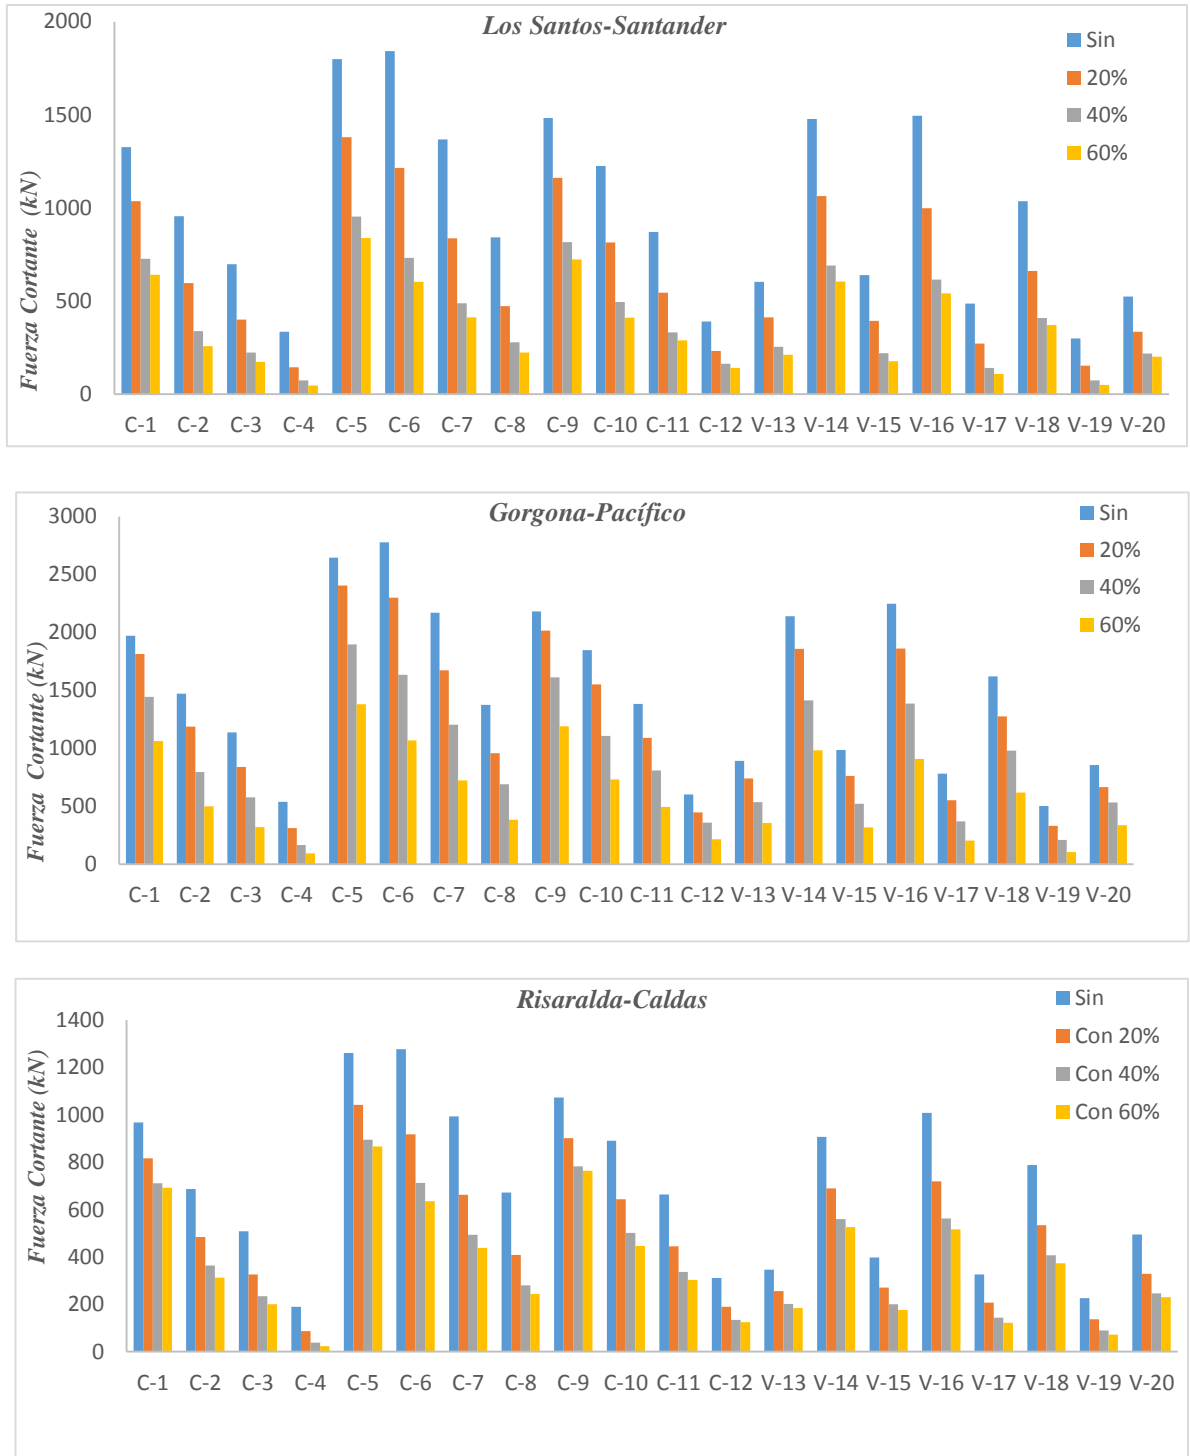 Los Santos-Santander
Fuerza Cortante (kN)
2000
1500
1000
500
0
Sin
20%
40%
60%
C-1 C-2 C-3 C-4 C-5 C-6 C-7 C-8 C-9 C-10 C-11 C-12 V-13 V-14 V-15 V-16 V-17 V-18 V-19 V-20
Gorgona-Pacífico
Fuerza Cortante (kN)
3000
2500
2000
1500
1000
500
0
Sin
20%
40%
60%
C-1 C-2 C-3 C-4 C-5 C-6 C-7 C-8 C-9 C-10 C-11 C-12 V-13 V-14 V-15 V-16 V-17 V-18 V-19 V-20
Risaralda-Caldas
Fuerza Cortante (kN)
1400
1200
1000
800
600
400
200
0
Sin
Con 20%
Con 40%
Con 60%
C-1 C-2 C-3 C-4 C-5 C-6 C-7 C-8 C-9 C-10 C-11 C-12 V-13 V-14 V-15 V-16 V-17 V-18 V-19 V-20